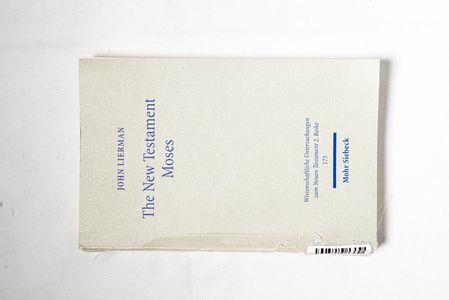 JOHN LIERMAN
The New Testament
Moses
Wissenschaftliche Untersuchungen
zum Neuen Testament 2. Reihe
173
Mohr Siebeck